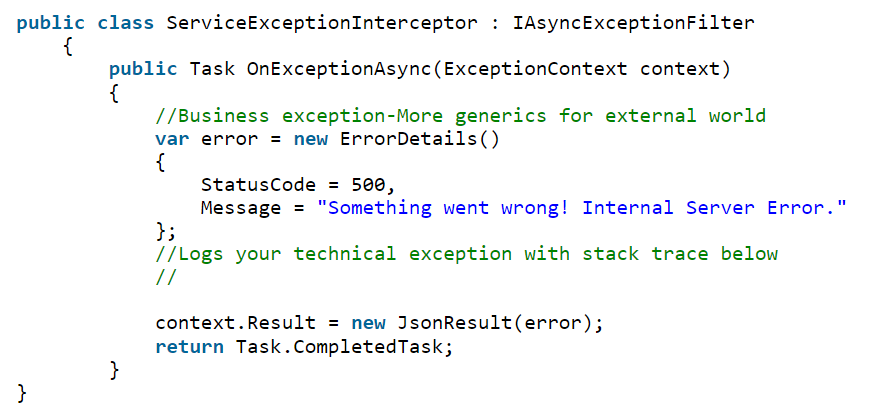 public class ServiceExceptionInterceptor : IAsyncExceptionFilter
{
public Task OnExceptionAsync(ExceptionContext context)
{
//Business exception-More generics for external world
var error = new ErrorDetails()
{
StatusCode = 500,
Message = "Something went wrong! Internal Server Error."
};
//Logs your technical exception with stack trace below
//
context.Result = new JsonResult(error);
return Task.CompletedTask;
}
}